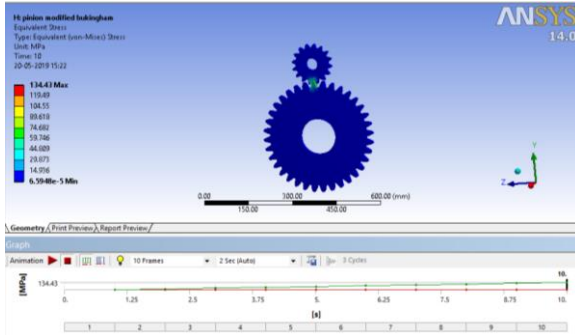 H: pinion modified bukingham
Equivalent Stress
Type: Equivalent (von-Mises) Stress
Unit: MPa
Time: 10
20-05-2019 15:22
134.43 Max
119.49
104.55
89.618
74.682
59.746
44.809
29.873
14.936
6.5948e-5 Min
ANSYS
14.0
Y
Z
0.00 300.00 600.00 (mm)
150.00 450.00
Geometry Print Preview Report Preview
Graph
Animation 10 Frames 2 Sec (Auto) 3 Cycles
[MPa]
134.43
10.
0. 1.25 2.5 3.75 5. 6.25 7.5 8.75 10.
[s]
1 2 3 4 5 6 7 8 9 10